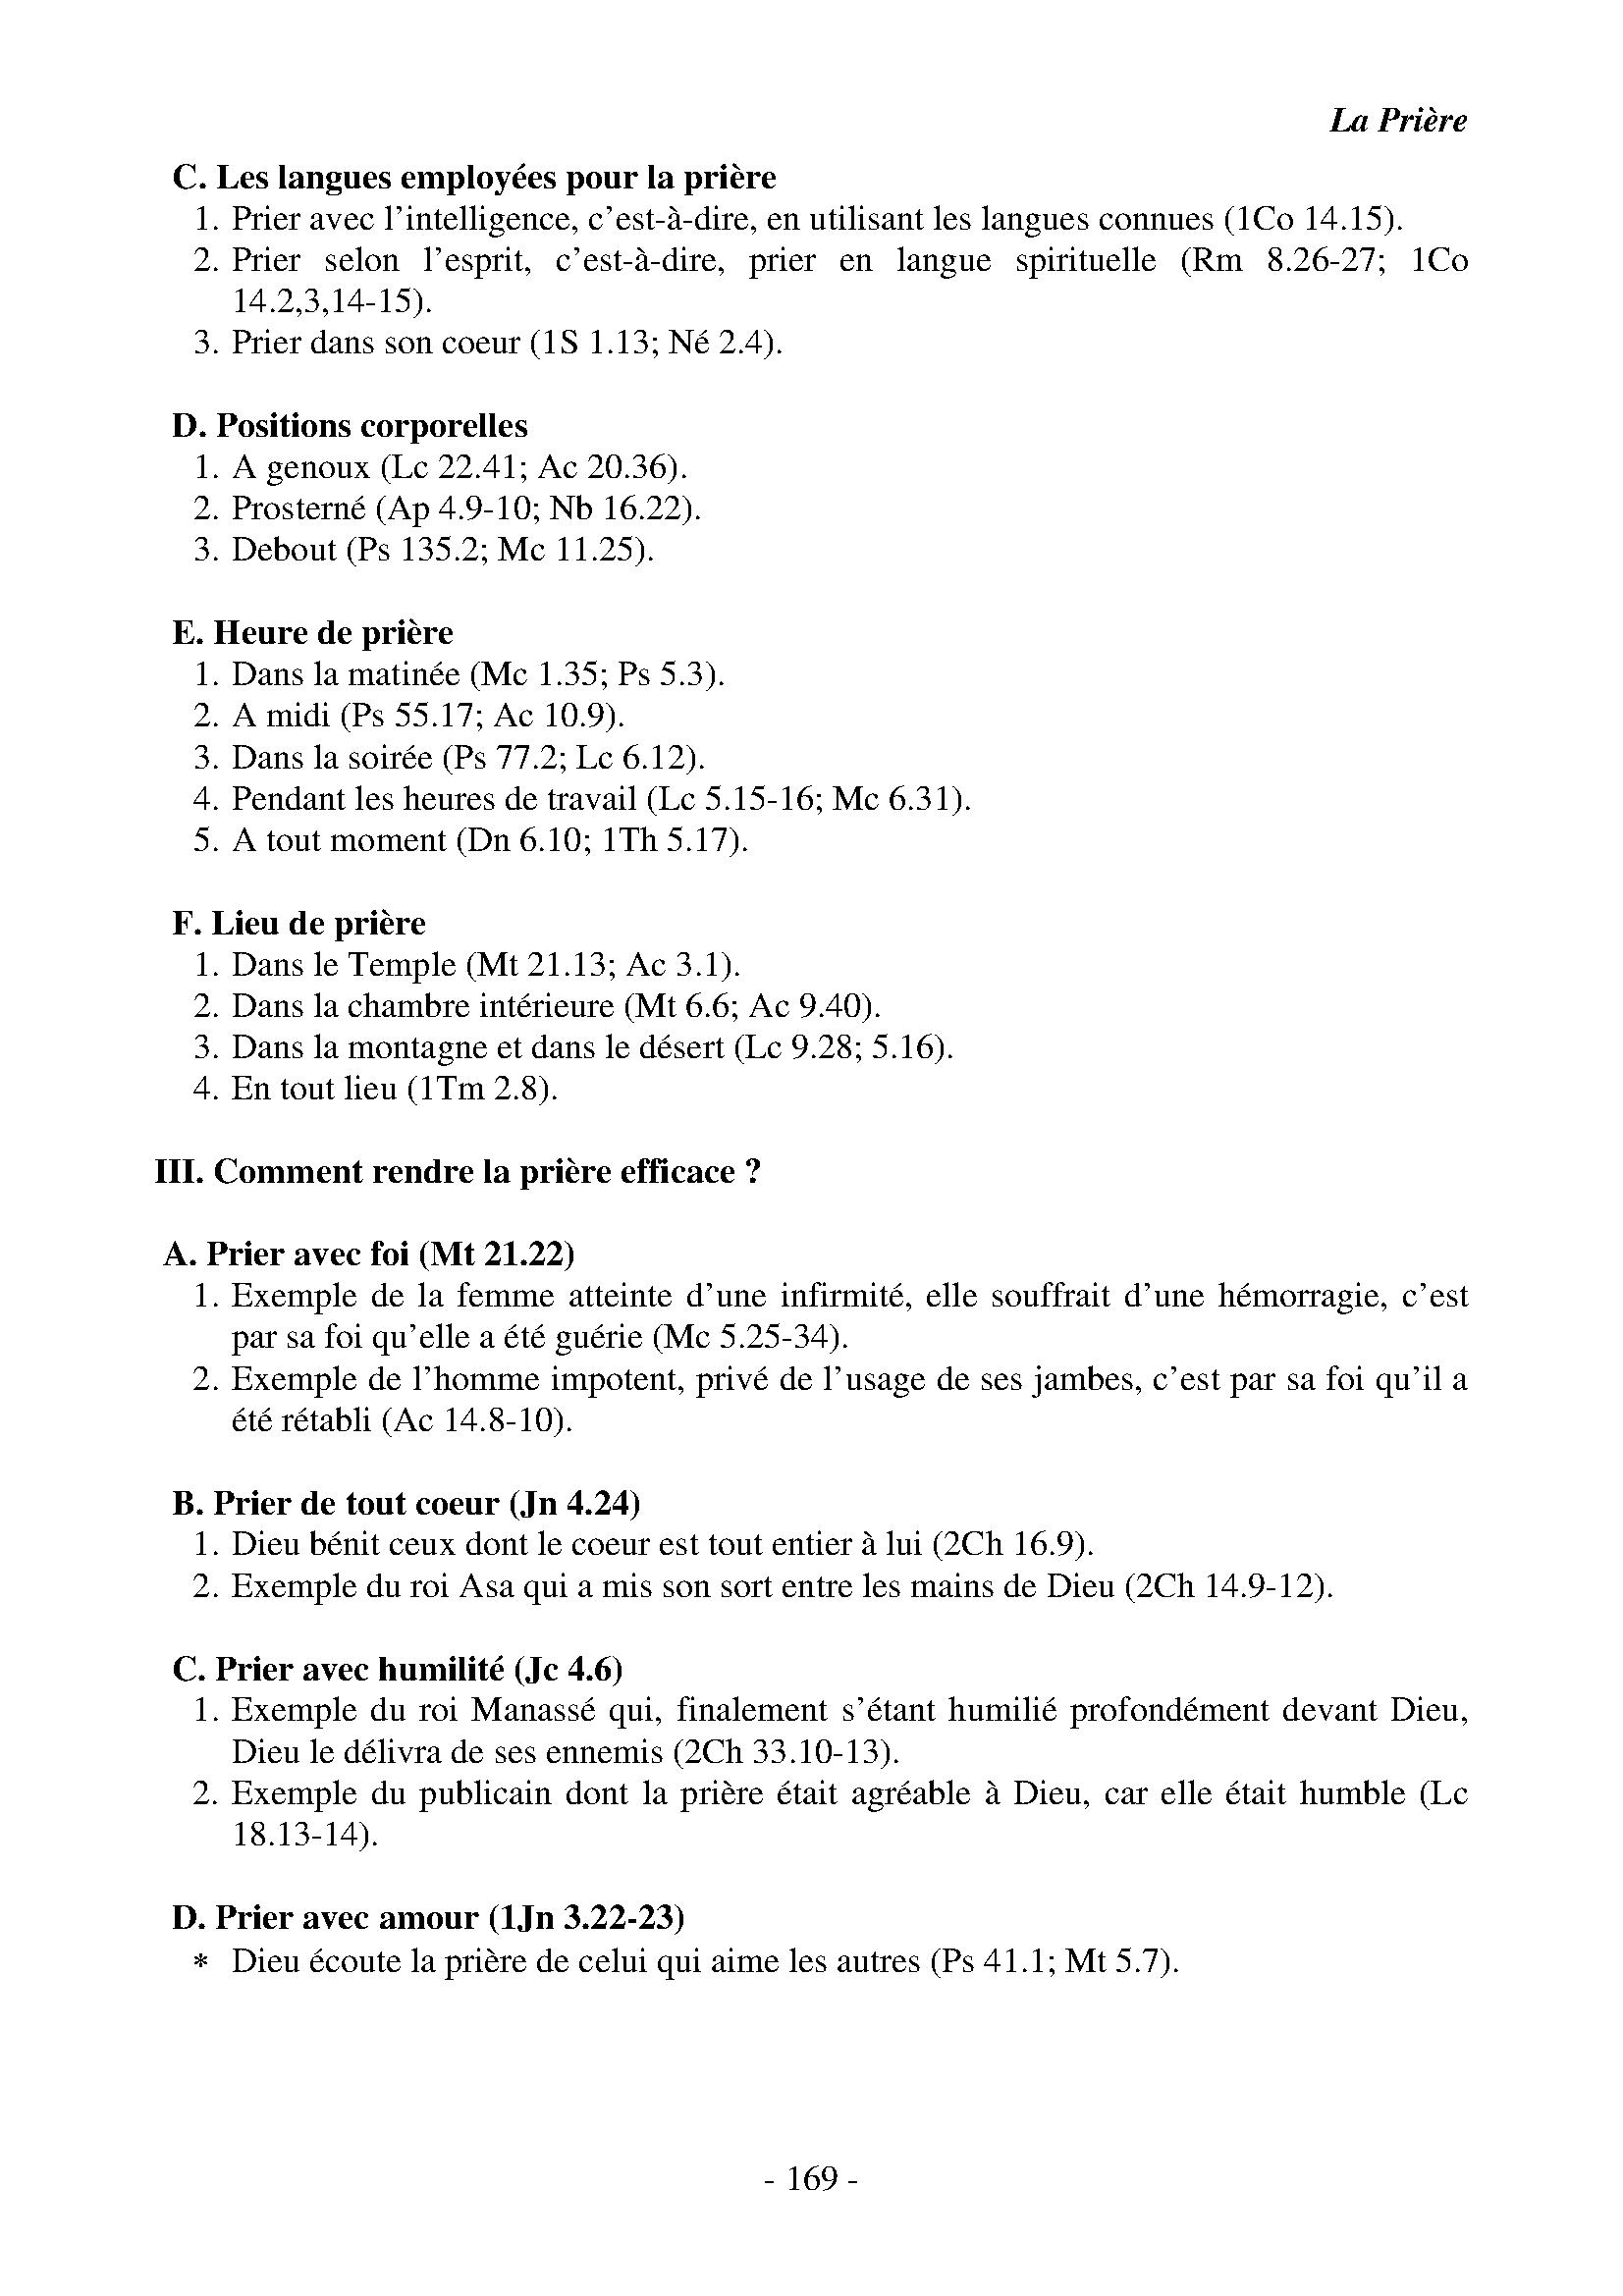 La Prière
C. Les langues employées pour la prière
1. Prier avec l’intelligence, c’est-à-dire, en utilisant les langues connues (1Co 14.15).
2. Prier selon l’esprit, c’est-à-dire, prier en langue spirituelle (Rm 8.26-27; 1Co
14.2,3,14-15).
3. Prier dans son coeur (1S 1.13; Né 2.4).
D. Positions corporelles
1. A genoux (Lc 22.41; Ac 20.36).
2. Prosterné (Ap 4.9-10; Nb 16.22).
3. Debout (Ps 135.2; Mc 11.25).
E. Heure de prière
1. Dans la matinée (Mc 1.35; Ps 5.3).
2. A midi (Ps 55.17; Ac 10.9).
3. Dans la soirée (Ps 77.2; Lc 6.12).
4. Pendant les heures de travail (Lc 5.15-16; Mc 6.31).
5. A tout moment (Dn 6.10; 1Th 5.17).
F. Lieu de prière
1. Dans le Temple (Mt 21.13; Ac 3.1).
2. Dans la chambre intérieure (Mt 6.6; Ac 9.40).
3. Dans la montagne et dans le désert (Lc 9.28; 5.16).
4. En tout lieu (1Tm 2.8).
III. Comment rendre la prière efficace ?
A. Prier avec foi (Mt 21.22)
1. Exemple de la femme atteinte d’une infirmité, elle souffrait d’une hémorragie, c’est
par sa foi qu’elle a été guérie (Mc 5.25-34).
2. Exemple de l’homme impotent, privé de l’usage de ses jambes, c’est par sa foi qu’il a
été rétabli (Ac 14.8-10).
B. Prier de tout coeur (Jn 4.24)
1. Dieu bénit ceux dont le coeur est tout entier à lui (2Ch 16.9).
2. Exemple du roi Asa qui a mis son sort entre les mains de Dieu (2Ch 14.9-12).
C. Prier avec humilité (Jc 4.6)
1. Exemple du roi Manassé qui, finalement s’étant humilié profondément devant Dieu,
Dieu le délivra de ses ennemis (2Ch 33.10-13).
2. Exemple du publicain dont la prière était agréable à Dieu, car elle était humble (Lc
18.13-14).
D. Prier avec amour (1Jn 3.22-23)
* Dieu écoute la prière de celui qui aime les autres (Ps 41.1; Mt 5.7).
- 169 -